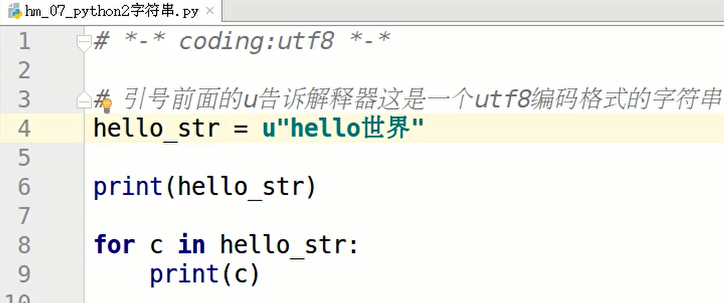 hm_07_python2字符串.py
1 # *-* coding:utf8 *-*
2
3 # 引号前面的u告诉解释器这是一个utf8编码格式的字符串
4 hello_str = u"hello世界"
5
6 print(hello_str)
7
8 for c in hello_str:
9     print(c)
10